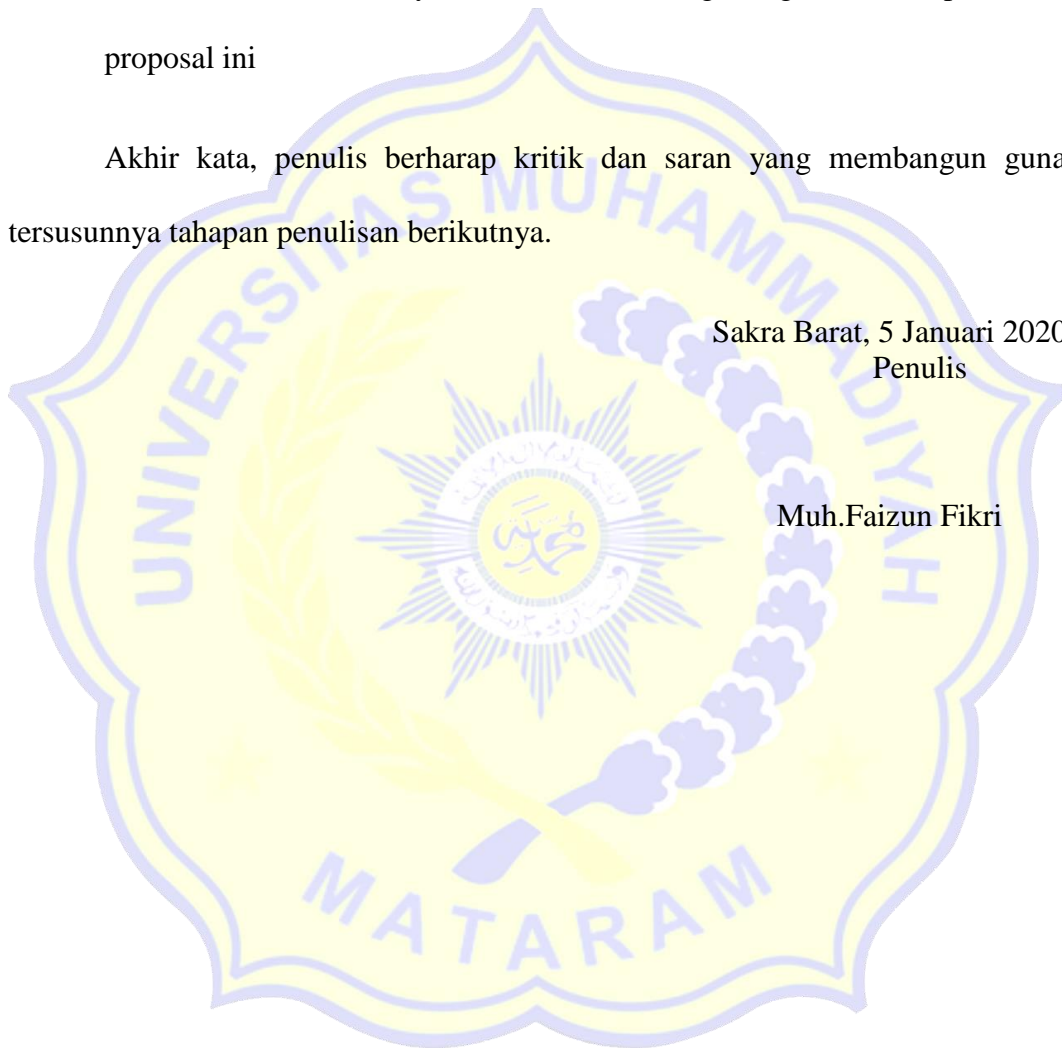 proposal ini
Akhir kata, penulis berharap kritik dan saran yang membangun guna
tersusunnya tahapan penulisan berikutnya.
Sakra Barat, 5 Januari 2020
Penulis
Muh.Faizun Fikri
UNIVERSITAS MUHAMMADIYAH
محمد
MATARAM